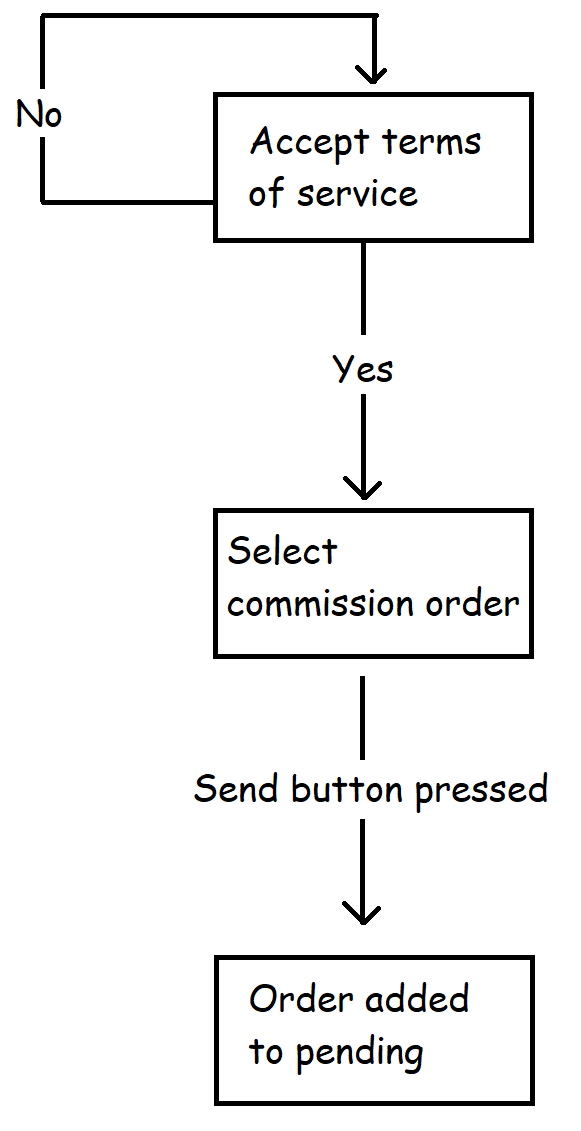 No
Accept terms
of service
Yes
Select
commission order
Send button pressed
Order added
to pending